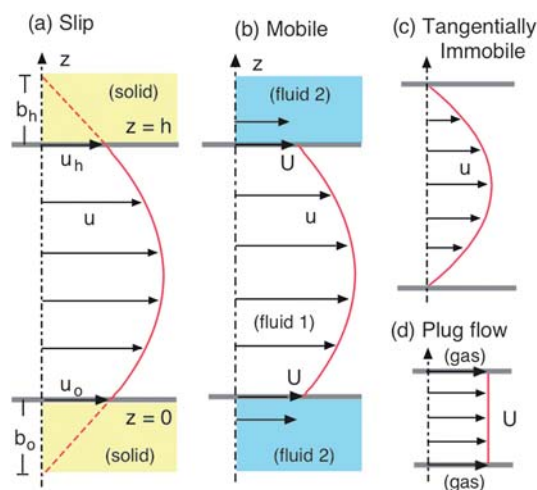 (a) Slip
z
(solid)
b_h
z = h
u_h
u
u_o
z=0
b_o
(solid)
(b) Mobile
z
(fluid 2)
U
u
(fluid 1)
U
(fluid 2)
(c) Tangentially
Immobile
u
(d) Plug flow
(gas)
U
(gas)